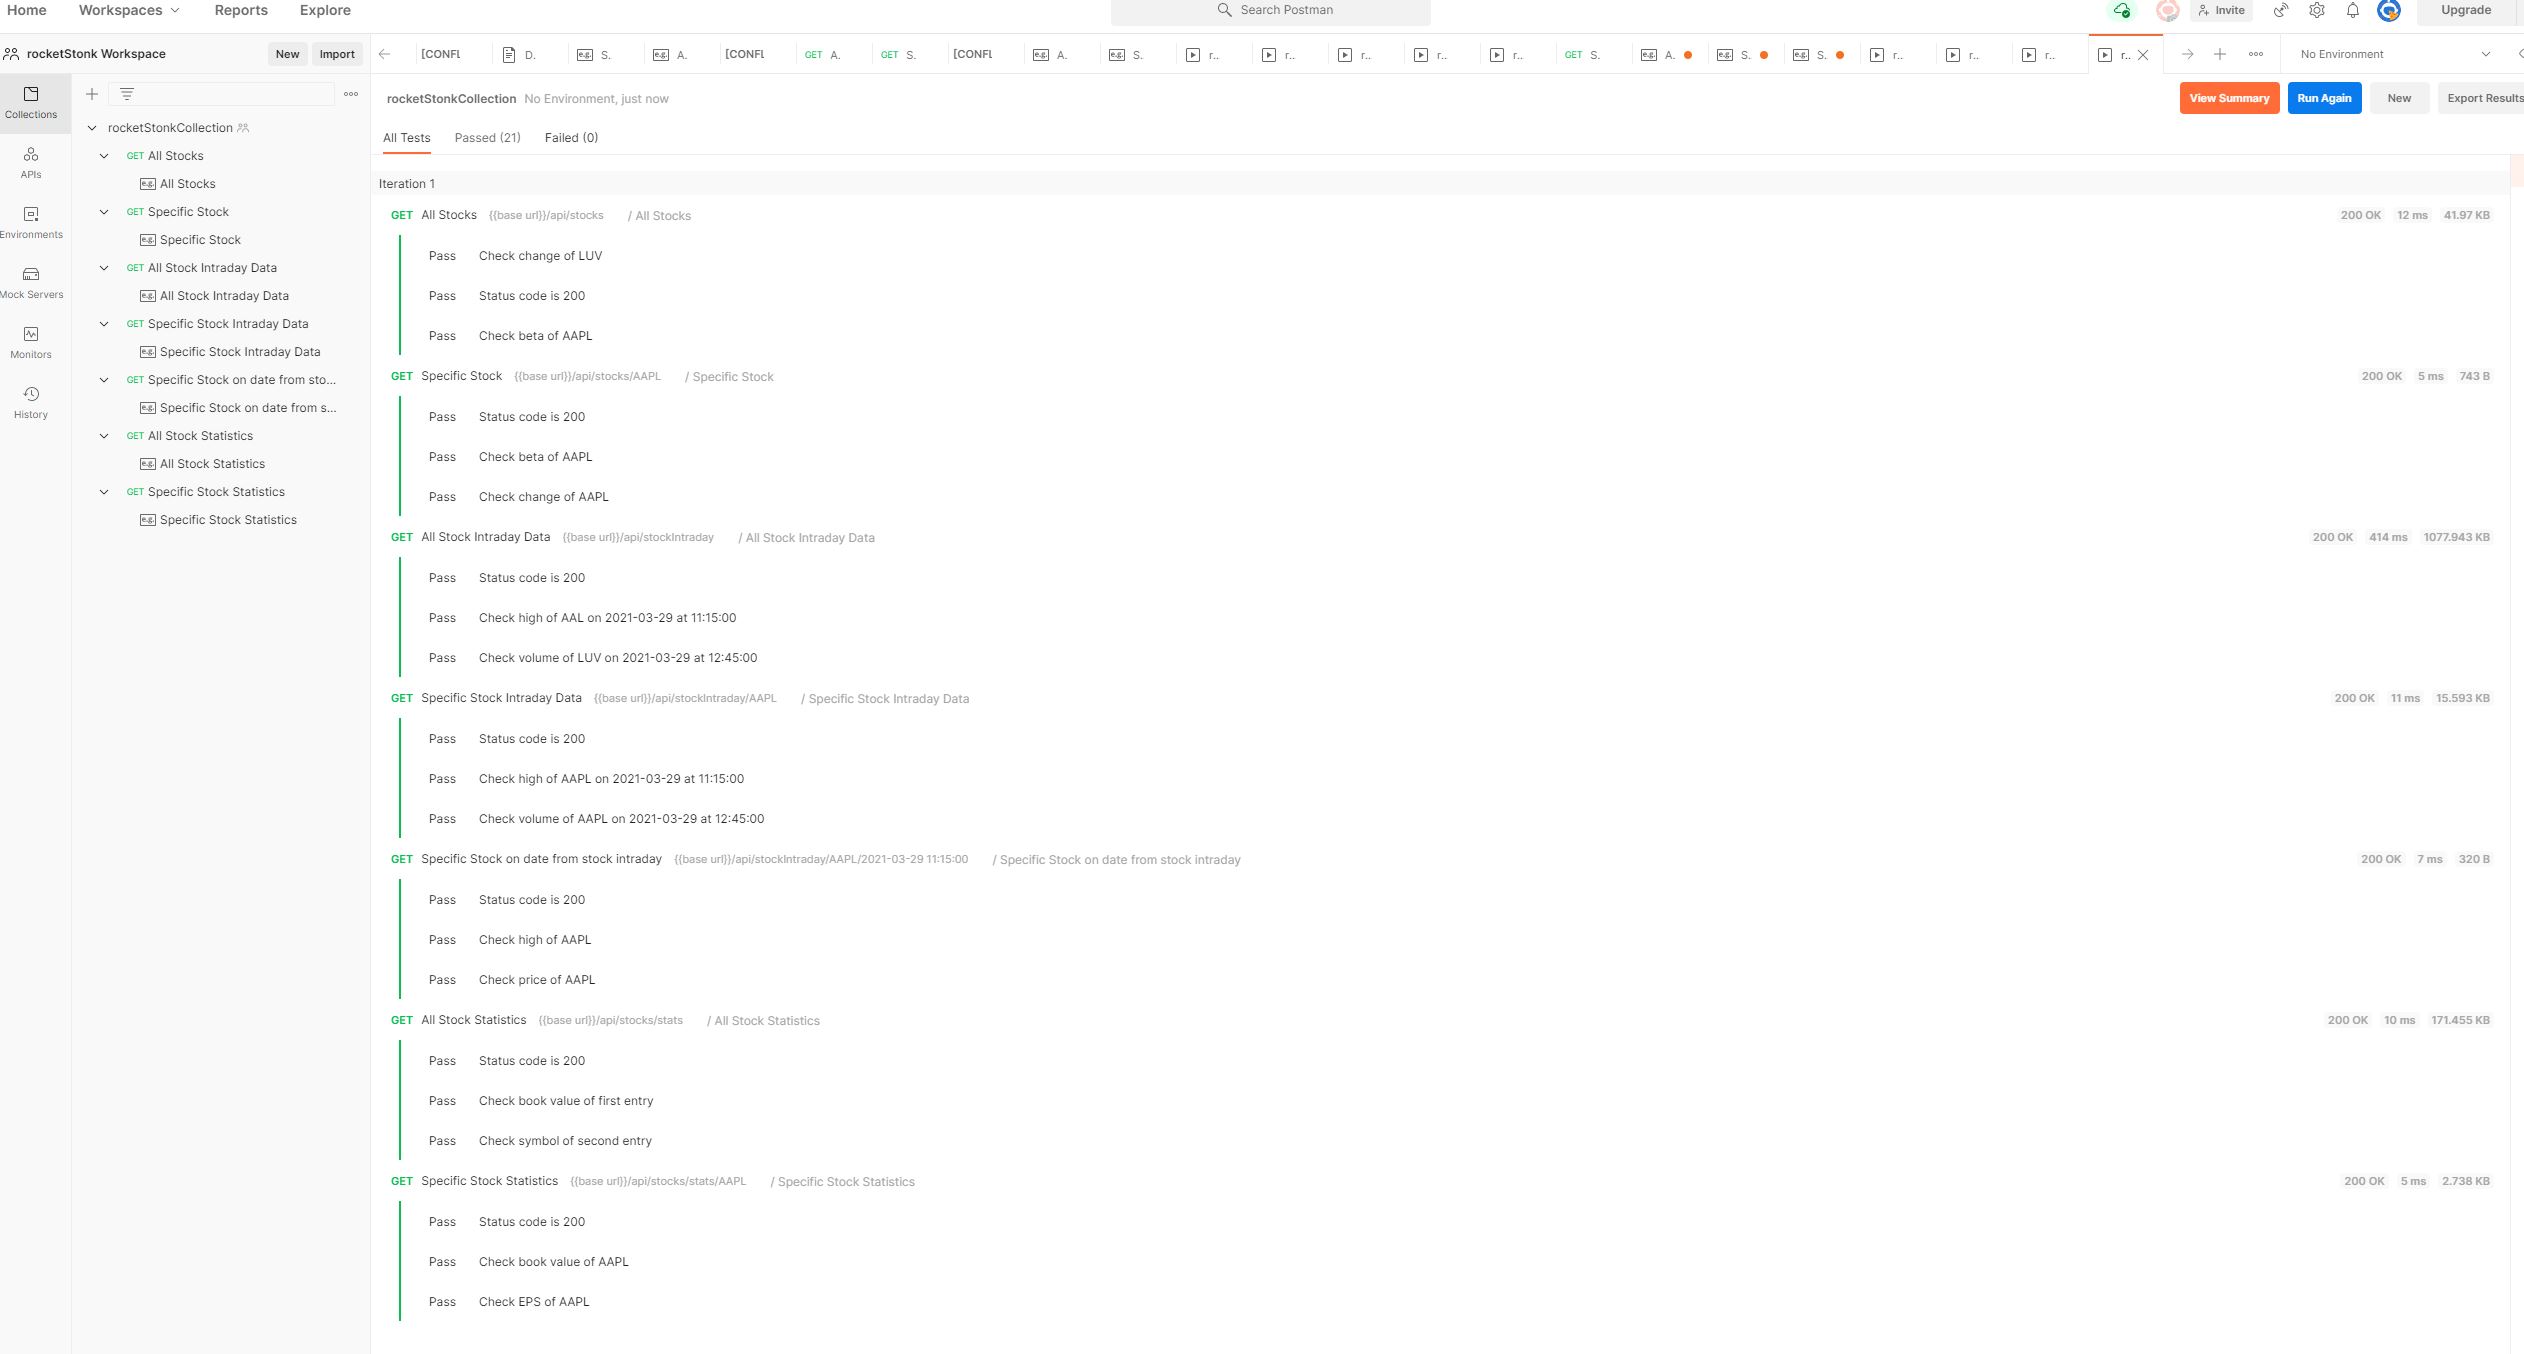 Home Workspaces Reports Explore Search Postman Invite Upgrade
rocketStonk Workspace New Import [CONFL D. S. A. [CONFL GET A. GET S. [CONFL A. S. r.. r.. r.. r.. r.. GET S. A. S. S. r.. r.. r.. r.. No Environment
Collections
APIs
Environments
Mock Servers
Monitors
History
rocketStonkCollection
GET All Stocks
All Stocks
GET Specific Stock
Specific Stock
GET All Stock Intraday Data
All Stock Intraday Data
GET Specific Stock Intraday Data
Specific Stock Intraday Data
GET Specific Stock on date from sto...
Specific Stock on date from s...
GET All Stock Statistics
All Stock Statistics
GET Specific Stock Statistics
Specific Stock Statistics
rocketStonkCollection No Environment, just now View Summary Run Again New Export Results
All Tests Passed (21) Failed (0)
Iteration 1
GET All Stocks {{base url}}/api/stocks / All Stocks 200 OK 12 ms 41.97 KB
Pass Check change of LUV
Pass Status code is 200
Pass Check beta of AAPL
GET Specific Stock {{base url}}/api/stocks/AAPL / Specific Stock 200 OK 5 ms 743 B
Pass Status code is 200
Pass Check beta of AAPL
Pass Check change of AAPL
GET All Stock Intraday Data {{base url}}/api/stockIntraday / All Stock Intraday Data 200 OK 414 ms 1077.943 KB
Pass Status code is 200
Pass Check high of AAL on 2021-03-29 at 11:15:00
Pass Check volume of LUV on 2021-03-29 at 12:45:00
GET Specific Stock Intraday Data {{base url}}/api/stockIntraday/AAPL / Specific Stock Intraday Data 200 OK 11 ms 15.593 KB
Pass Status code is 200
Pass Check high of AAPL on 2021-03-29 at 11:15:00
Pass Check volume of AAPL on 2021-03-29 at 12:45:00
GET Specific Stock on date from stock intraday {{base url}}/api/stockIntraday/AAPL/2021-03-29 11:15:00 / Specific Stock on date from stock intraday 200 OK 7 ms 320 B
Pass Status code is 200
Pass Check high of AAPL
Pass Check price of AAPL
GET All Stock Statistics {{base url}}/api/stocks/stats / All Stock Statistics 200 OK 10 ms 171.455 KB
Pass Status code is 200
Pass Check book value of first entry
Pass Check symbol of second entry
GET Specific Stock Statistics {{base url}}/api/stocks/stats/AAPL / Specific Stock Statistics 200 OK 5 ms 2.738 KB
Pass Status code is 200
Pass Check book value of AAPL
Pass Check EPS of AAPL